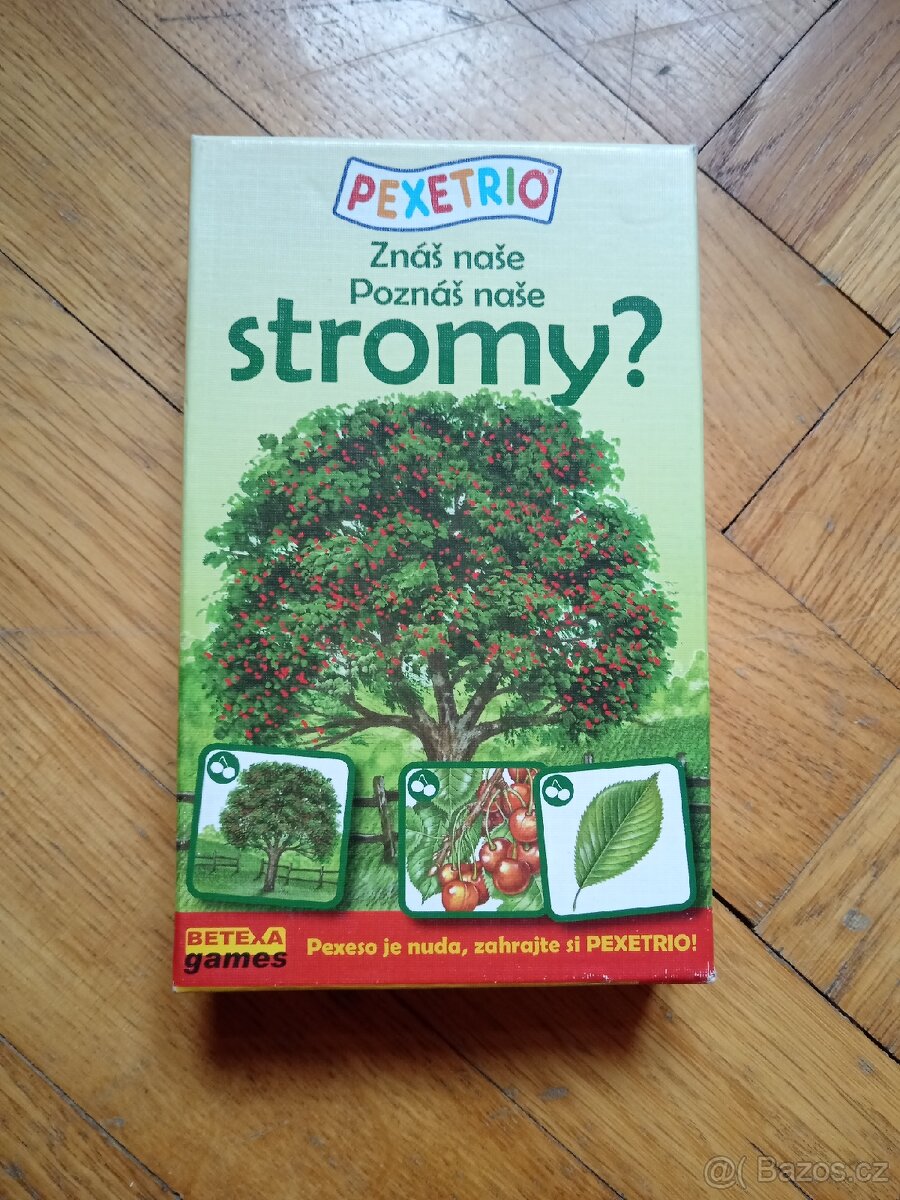 PEXETRIO®
Znáš naše
Poznáš naše
stromy?
BETEXA
games
Pexeso je nuda, zahrajte si PEXETRIO!
@( Bazos.cz